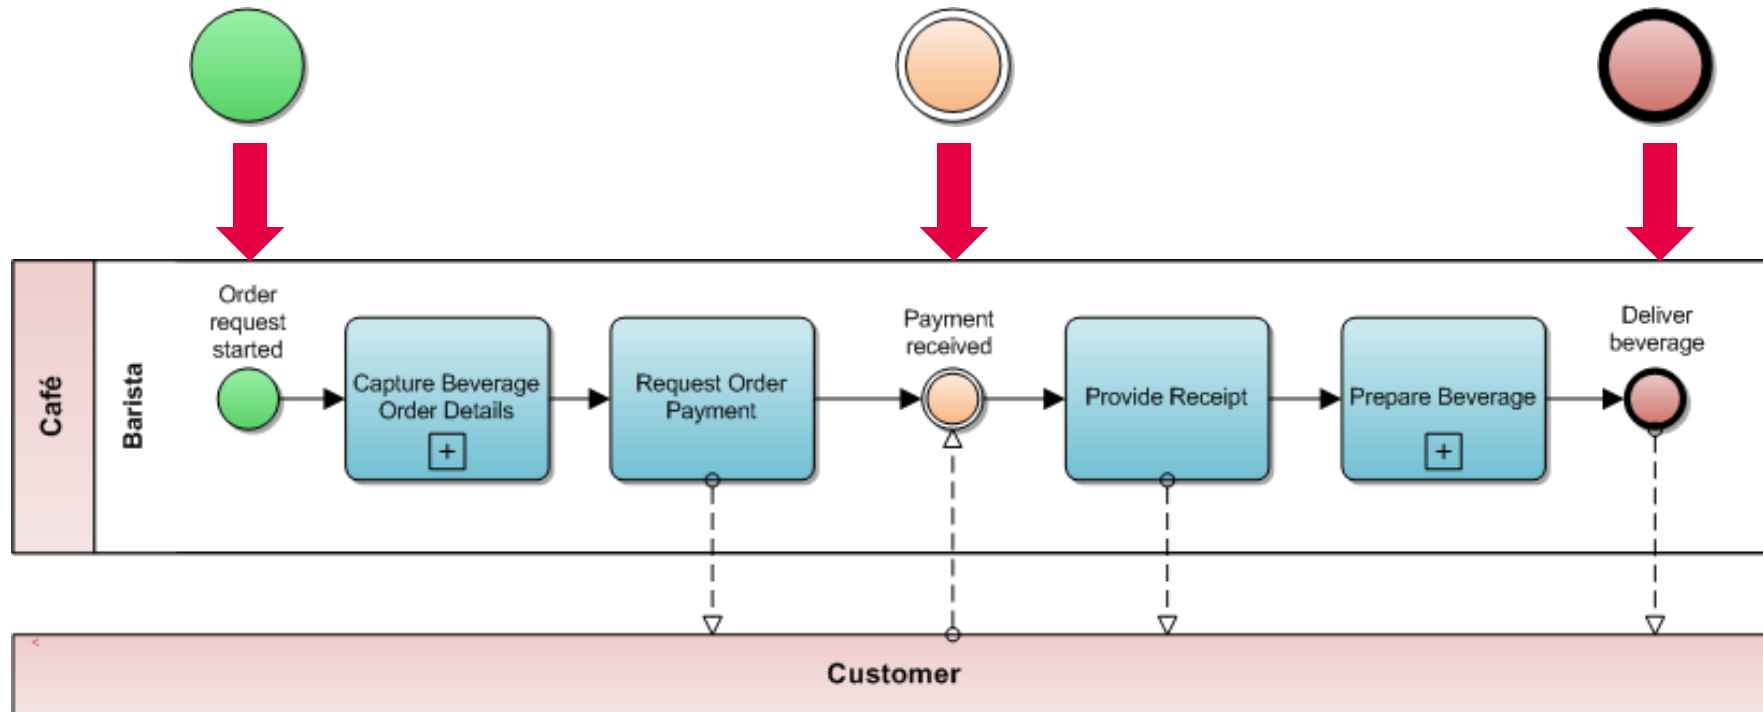 Order
request
started
Payment
received
Deliver
beverage
Café
Barista
Capture Beverage
Order Details
+
Request Order
Payment
Provide Receipt
Prepare Beverage
+
<
Customer